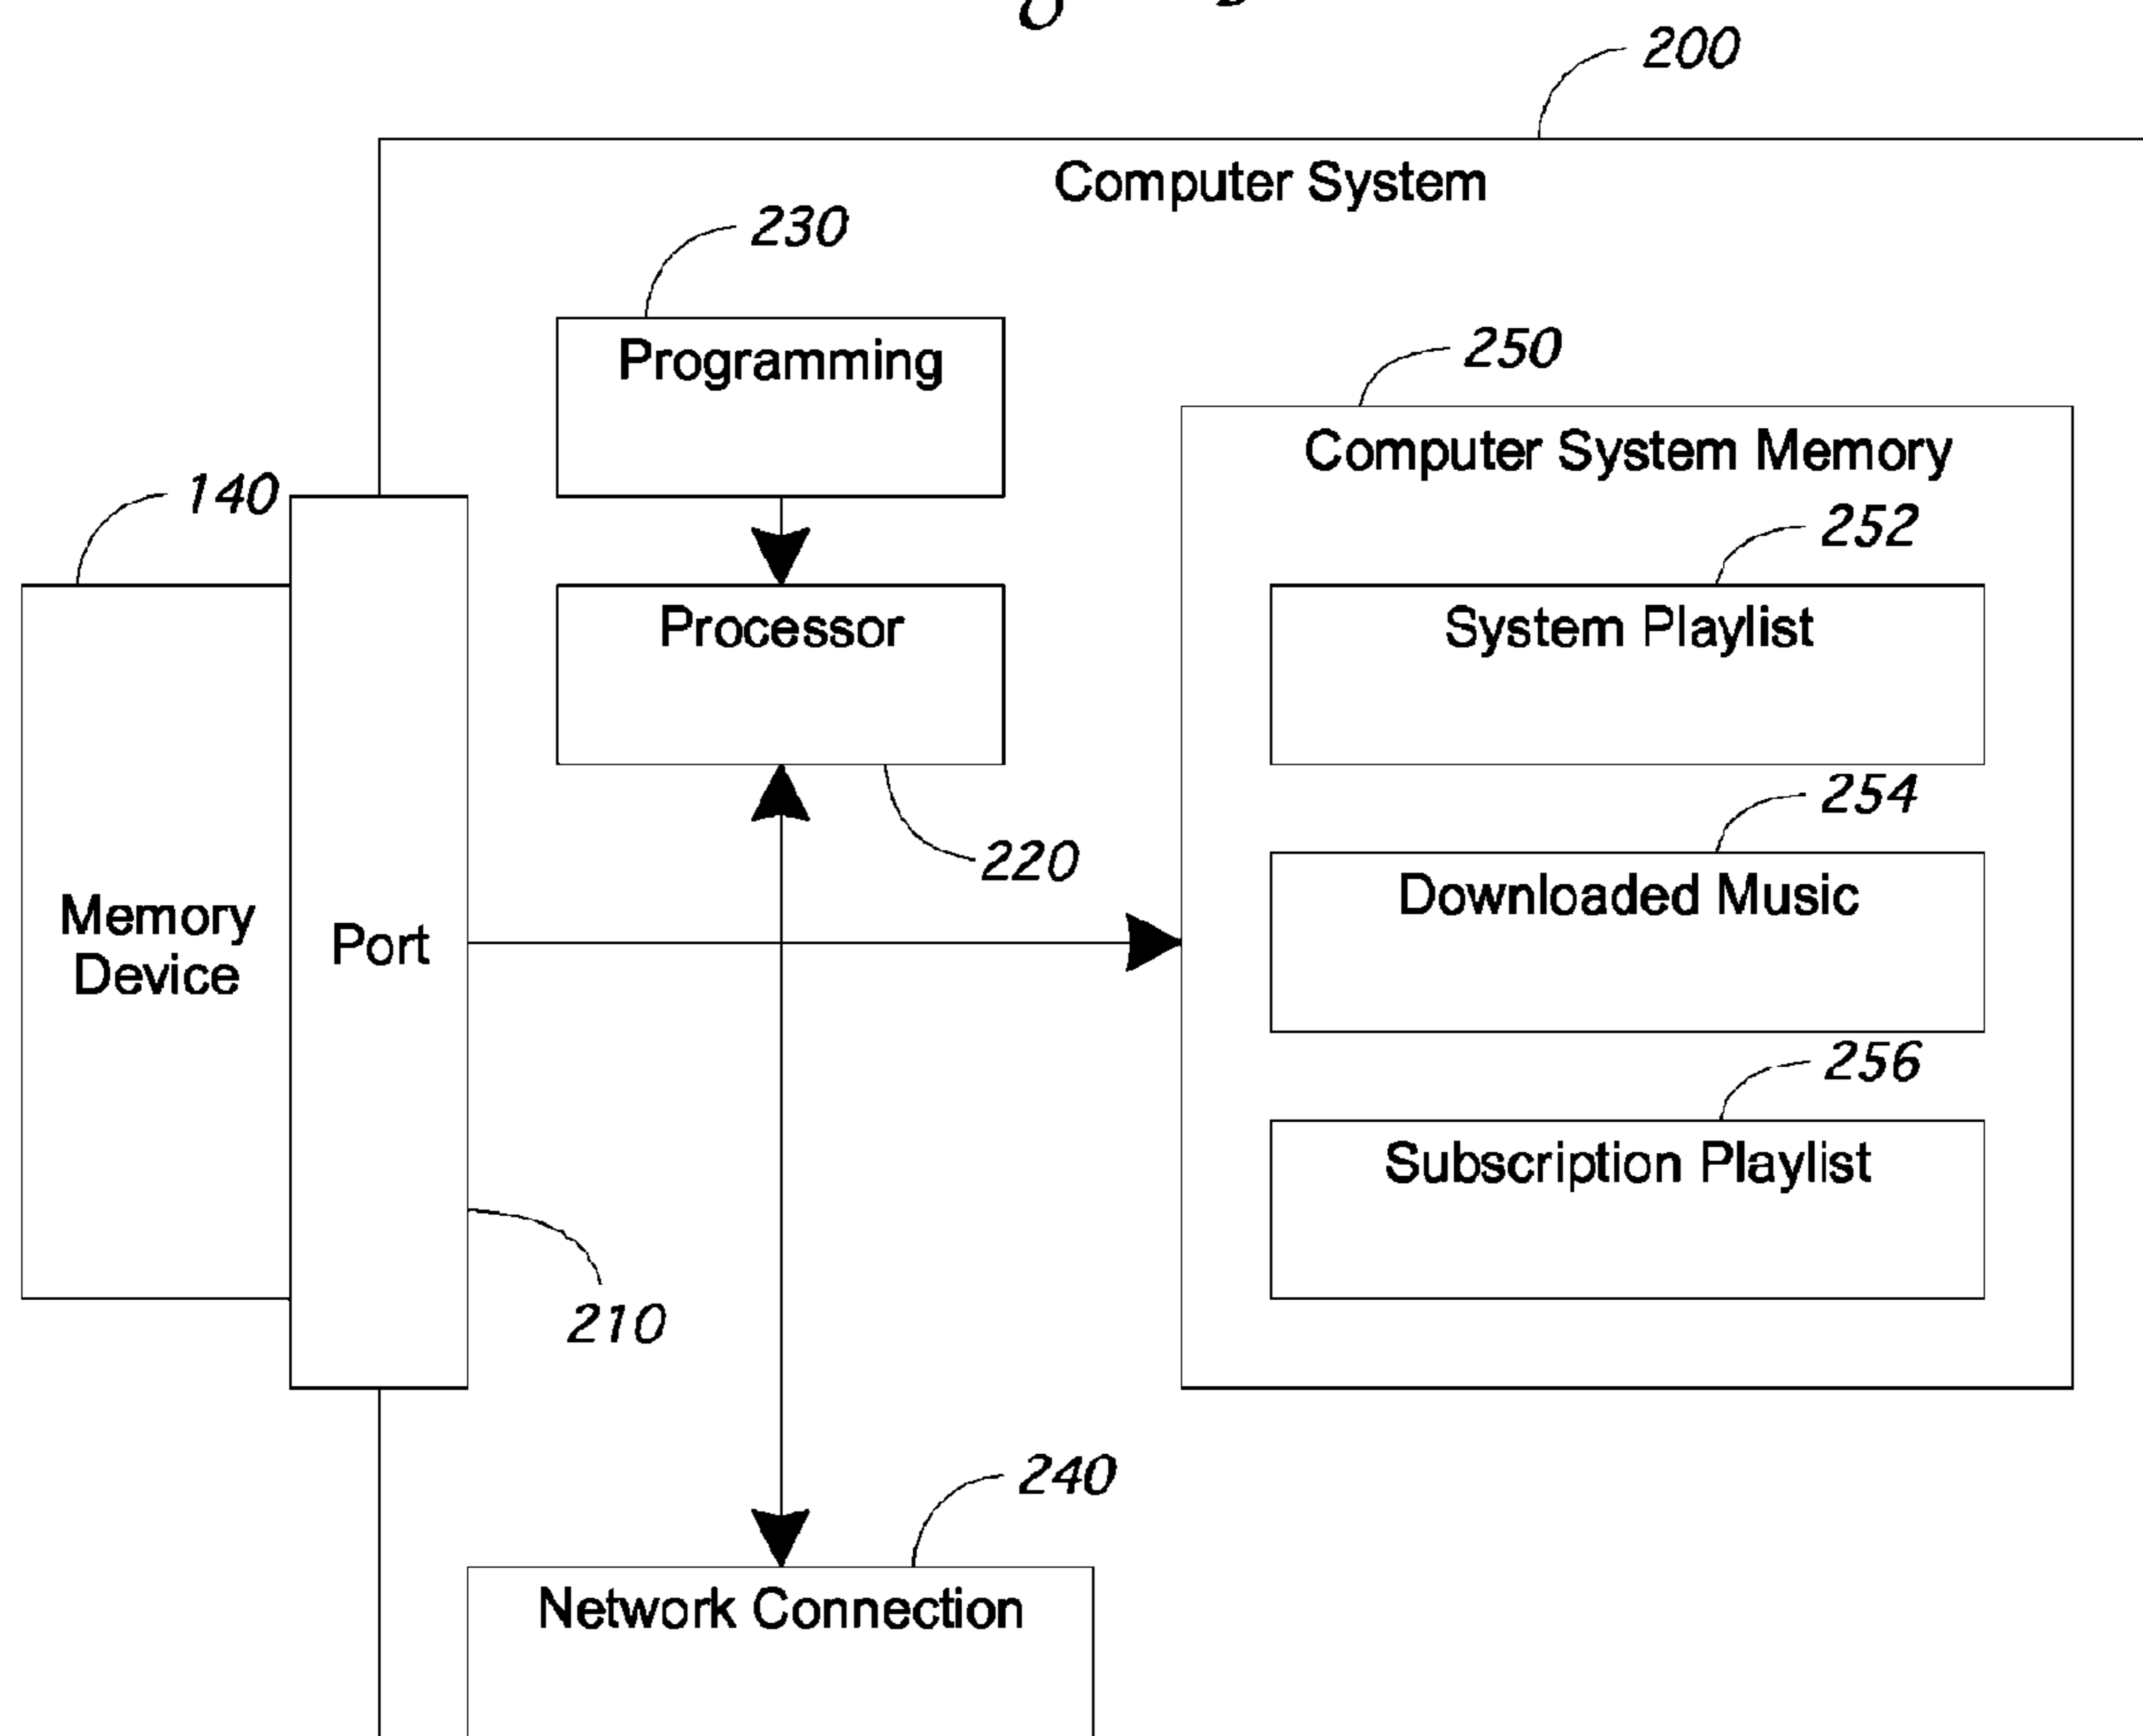 200
Computer System
230
Programming
250
Computer System Memory
140
252
Processor
System Playlist
254
220
Downloaded Music
Memory
Device
Port
256
Subscription Playlist
210
240
Network Connection